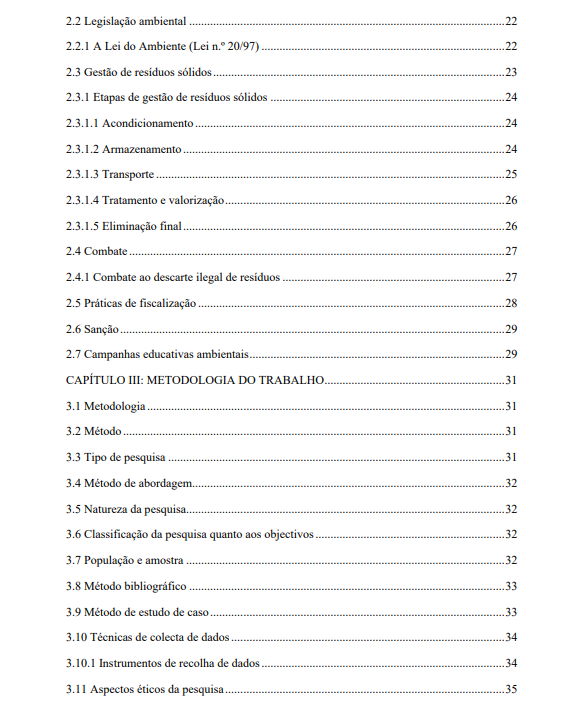 2.2 Legislação ambiental ........................................................................................................22
2.2.1 A Lei do Ambiente (Lei n.º 20/97) ................................................................................22
2.3 Gestão de resíduos sólidos................................................................................................23
2.3.1 Etapas de gestão de resíduos sólidos .............................................................................24
2.3.1.1 Acondicionamento ......................................................................................................24
2.3.1.2 Armazenamento ..........................................................................................................24
2.3.1.3 Transporte ...................................................................................................................25
2.3.1.4 Tratamento e valorização............................................................................................26
2.3.1.5 Eliminação final..........................................................................................................26
2.4 Combate ............................................................................................................................27
2.4.1 Combate ao descarte ilegal de resíduos .........................................................................27
2.5 Práticas de fiscalização .....................................................................................................28
2.6 Sanção...............................................................................................................................29
2.7 Campanhas educativas ambientais....................................................................................29
CAPÍTULO III: METODOLOGIA DO TRABALHO............................................................31
3.1 Metodologia ......................................................................................................................31
3.2 Método ..............................................................................................................................31
3.3 Tipo de pesquisa ...............................................................................................................31
3.4 Método de abordagem.......................................................................................................32
3.5 Natureza da pesquisa.........................................................................................................32
3.6 Classificação da pesquisa quanto aos objectivos ..............................................................32
3.7 População e amostra .........................................................................................................32
3.8 Método bibliográfico ........................................................................................................33
3.9 Método de estudo de caso.................................................................................................33
3.10 Técnicas de colecta de dados ..........................................................................................34
3.10.1 Instrumentos de recolha de dados ................................................................................34
3.11 Aspectos éticos da pesquisa ............................................................................................35